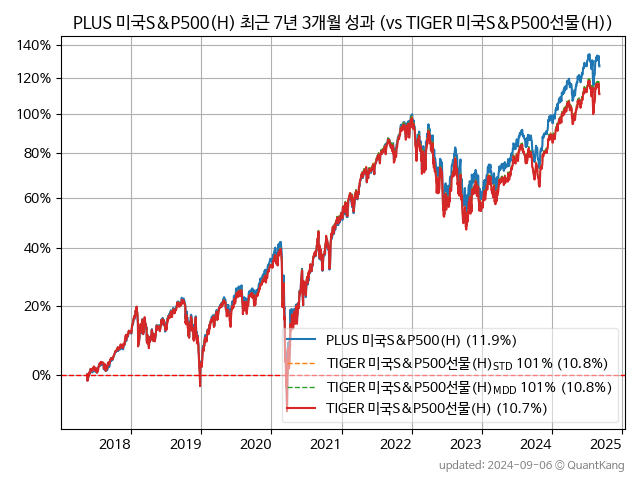 PLUS 미국S&P500(H) 최근 7년 3개월 성과 (vs TIGER 미국S&P500선물(H))
140%
120%
100%
80%
60%
40%
20%
0%
PLUS 미국S&P500(H) (11.9%)
TIGER 미국S&P500선물(H)STD 101% (10.8%)
TIGER 미국S&P500선물(H)MDD 101% (10.8%)
TIGER 미국S&P500선물(H) (10.7%)
2018 2019 2020 2021 2022 2023 2024 2025
updated: 2024-09-06 © QuantKang